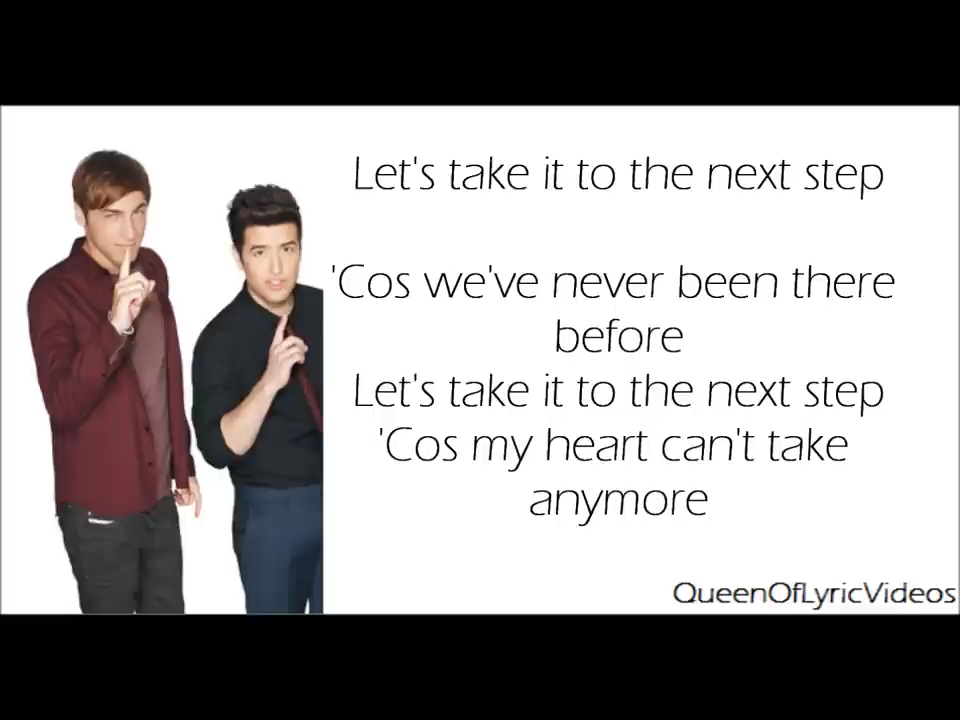 Let's take it to the next step
'Cos we've never been there
before
Let's take it to the next step
'Cos my heart can't take
anymore
QueenOfLyricVideos